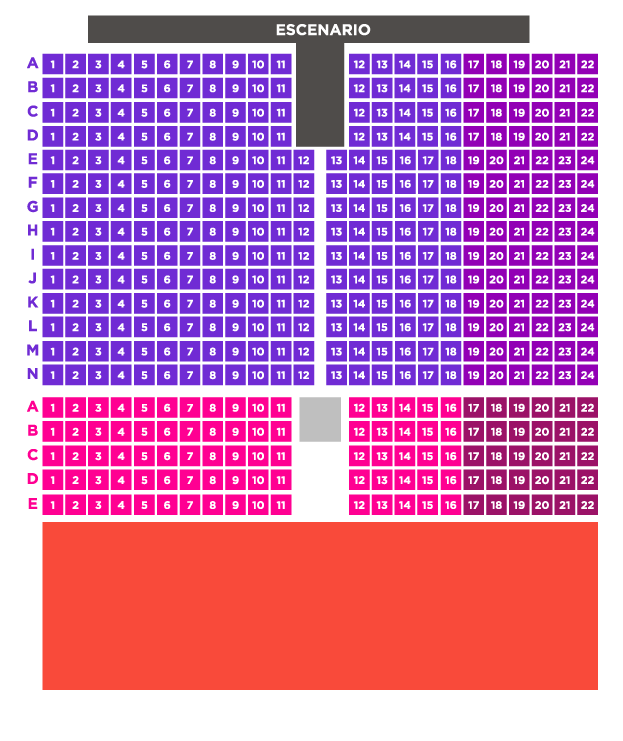 ESCENARIO
A 1 2 3 4 5 6 7 8 9 10 11 12 13 14 15 16 17 18 19 20 21 22
B 1 2 3 4 5 6 7 8 9 10 11 12 13 14 15 16 17 18 19 20 21 22
C 1 2 3 4 5 6 7 8 9 10 11 12 13 14 15 16 17 18 19 20 21 22
D 1 2 3 4 5 6 7 8 9 10 11 12 13 14 15 16 17 18 19 20 21 22
E 1 2 3 4 5 6 7 8 9 10 11 12 13 14 15 16 17 18 19 20 21 22 23 24
F 1 2 3 4 5 6 7 8 9 10 11 12 13 14 15 16 17 18 19 20 21 22 23 24
G 1 2 3 4 5 6 7 8 9 10 11 12 13 14 15 16 17 18 19 20 21 22 23 24
H 1 2 3 4 5 6 7 8 9 10 11 12 13 14 15 16 17 18 19 20 21 22 23 24
I 1 2 3 4 5 6 7 8 9 10 11 12 13 14 15 16 17 18 19 20 21 22 23 24
J 1 2 3 4 5 6 7 8 9 10 11 12 13 14 15 16 17 18 19 20 21 22 23 24
K 1 2 3 4 5 6 7 8 9 10 11 12 13 14 15 16 17 18 19 20 21 22 23 24
L 1 2 3 4 5 6 7 8 9 10 11 12 13 14 15 16 17 18 19 20 21 22 23 24
M 1 2 3 4 5 6 7 8 9 10 11 12 13 14 15 16 17 18 19 20 21 22 23 24
N 1 2 3 4 5 6 7 8 9 10 11 12 13 14 15 16 17 18 19 20 21 22 23 24
A 1 2 3 4 5 6 7 8 9 10 11 12 13 14 15 16 17 18 19 20 21 22
B 1 2 3 4 5 6 7 8 9 10 11 12 13 14 15 16 17 18 19 20 21 22
C 1 2 3 4 5 6 7 8 9 10 11 12 13 14 15 16 17 18 19 20 21 22
D 1 2 3 4 5 6 7 8 9 10 11 12 13 14 15 16 17 18 19 20 21 22
E 1 2 3 4 5 6 7 8 9 10 11 12 13 14 15 16 17 18 19 20 21 22